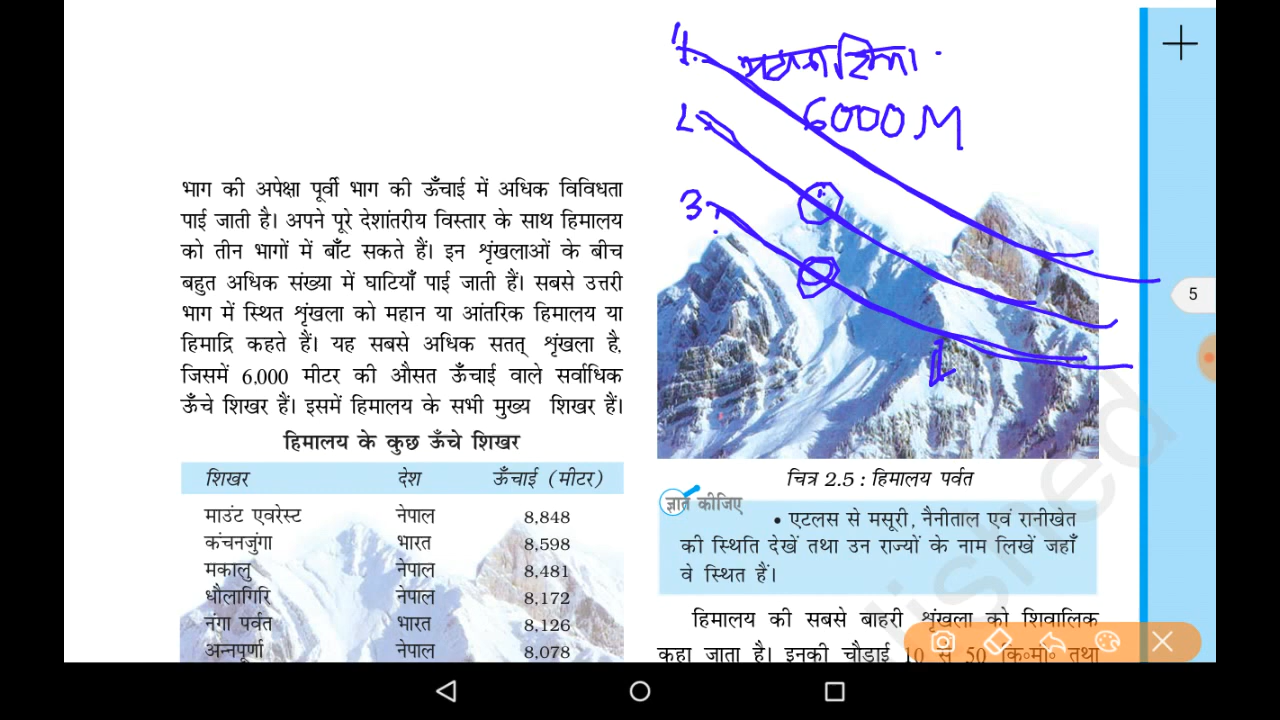 भाग की अपेक्षा पूर्वी भाग की ऊँचाई में अधिक विविधता
पाई जाती है। अपने पूरे देशांतरीय विस्तार के साथ हिमालय
को तीन भागों में बाँट सकते हैं। इन शृंखलाओं के बीच
बहुत अधिक संख्या में घाटियाँ पाई जाती हैं। सबसे उत्तरी
भाग में स्थित शृंखला को महान या आंतरिक हिमालय या
हिमाद्रि कहते हैं। यह सबसे अधिक सतत् शृंखला है,
जिसमें 6,000 मीटर की औसत ऊँचाई वाले सर्वाधिक
ऊँचे शिखर हैं। इसमें हिमालय के सभी मुख्य शिखर हैं।
हिमालय के कुछ ऊँचे शिखर
शिखर देश ऊँचाई (मीटर)
माउंट एवरेस्ट नेपाल 8,848
कंचनजुंगा भारत 8,598
मकालु नेपाल 8,481
धौलागिरि नेपाल 8,172
नंगा पर्वत भारत 8,126
अन्नपूर्णा नेपाल 8,078
1.
6000 M
2.
3.
चित्र 2.5 : हिमालय पर्वत
ज्ञात कीजिए
• एटलस से मसूरी, नैनीताल एवं रानीखेत
की स्थिति देखें तथा उन राज्यों के नाम लिखें जहाँ
वे स्थित हैं।
हिमालय की सबसे बाहरी शृंखला को शिवालिक
कहा जाता है। इनकी चौड़ाई 10 से 50 कि॰मी॰ तथा
5
lished